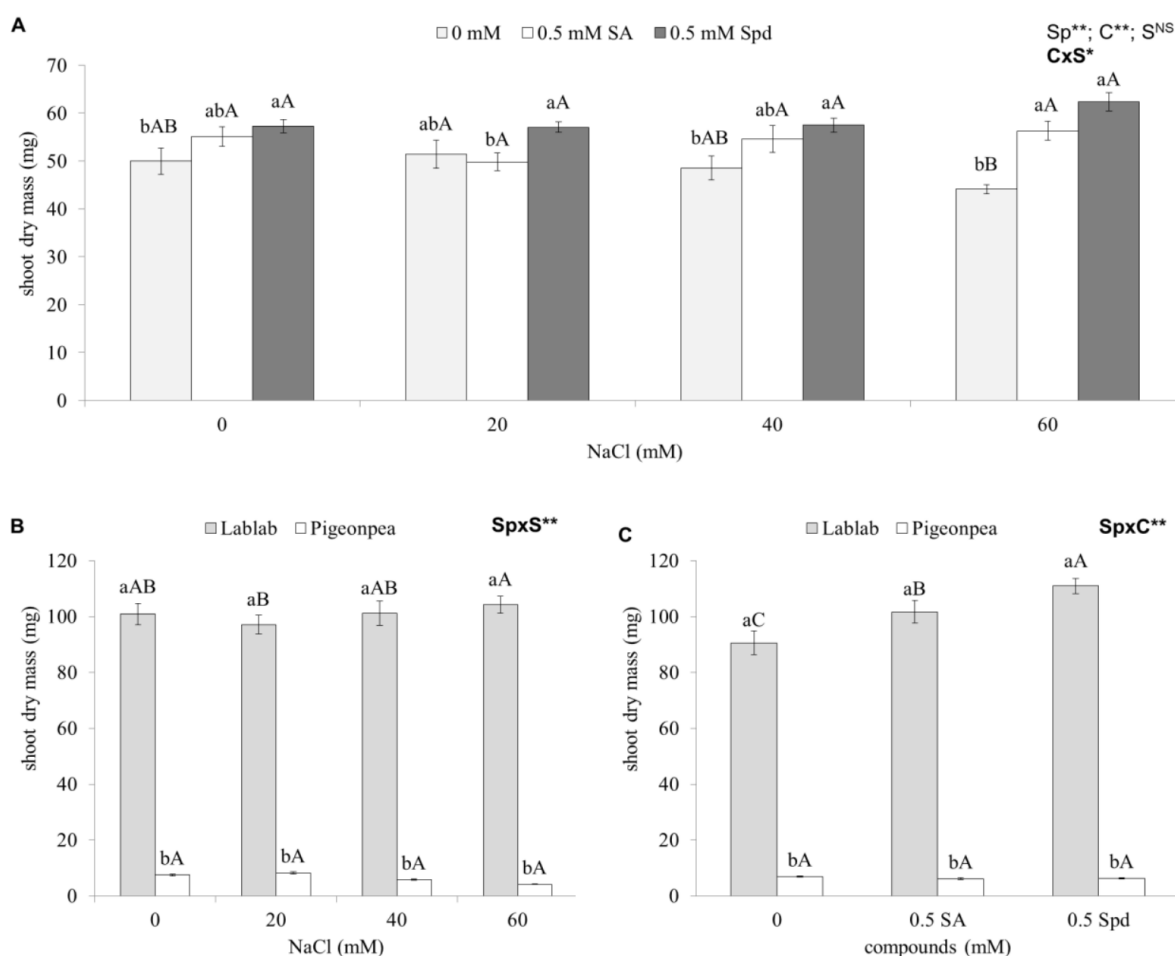 A
0 mM 0.5 mM SA 0.5 mM Spd
Sp**; C**; S^NS
CxS*
70
60
50
40
30
20
10
0
shoot dry mass (mg)
bAB abA aA abA bA aA bAB abA aA bB aA aA
0 20 40 60
NaCl (mM)
B
Lablab Pigeonpea
SpxS**
120
100
80
60
40
20
0
shoot dry mass (mg)
aAB bA aB bA aAB bA aA bA
0 20 40 60
NaCl (mM)
C
Lablab Pigeonpea
SpxC**
120
100
80
60
40
20
0
shoot dry mass (mg)
aC bA aB bA aA bA
0 0.5 SA 0.5 Spd
compounds (mM)